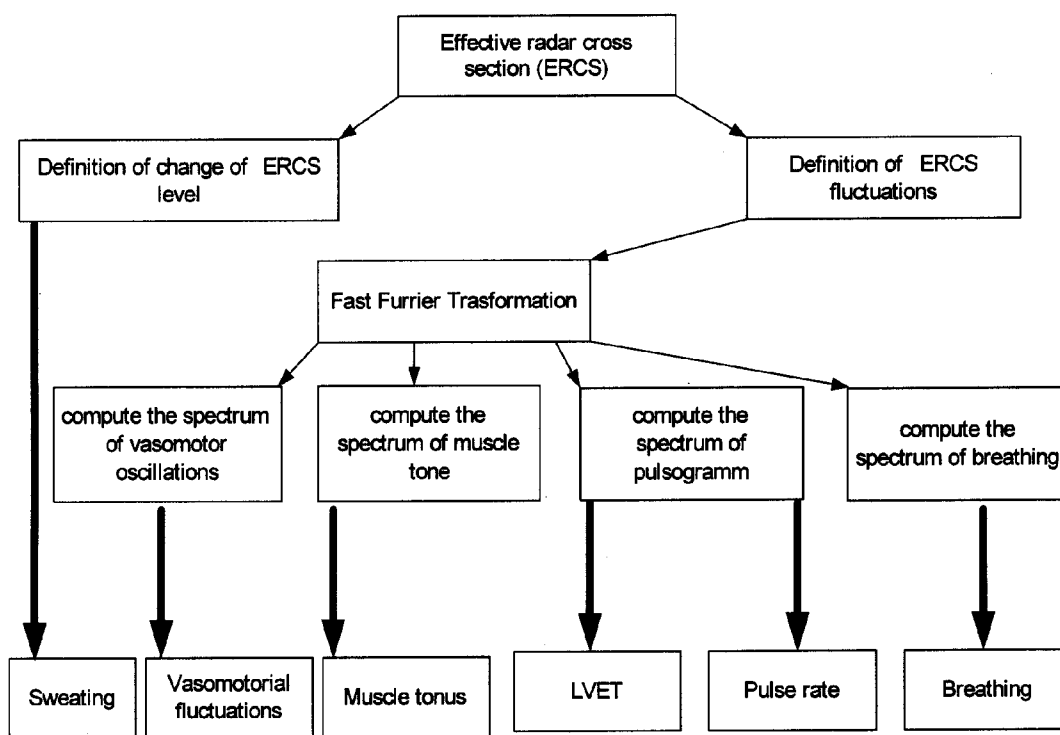 Effective radar cross
section (ERCS)
Definition of change of ERCS
level
Definition of ERCS
fluctuations
Fast Furrier Trasformation
compute the spectrum
of vasomotor
oscillations
compute the
spectrum of muscle
tone
compute the
spectrum of
pulsogramm
compute the
spectrum of breathing
Sweating
Vasomotorial
fluctuations
Muscle tonus
LVET
Pulse rate
Breathing